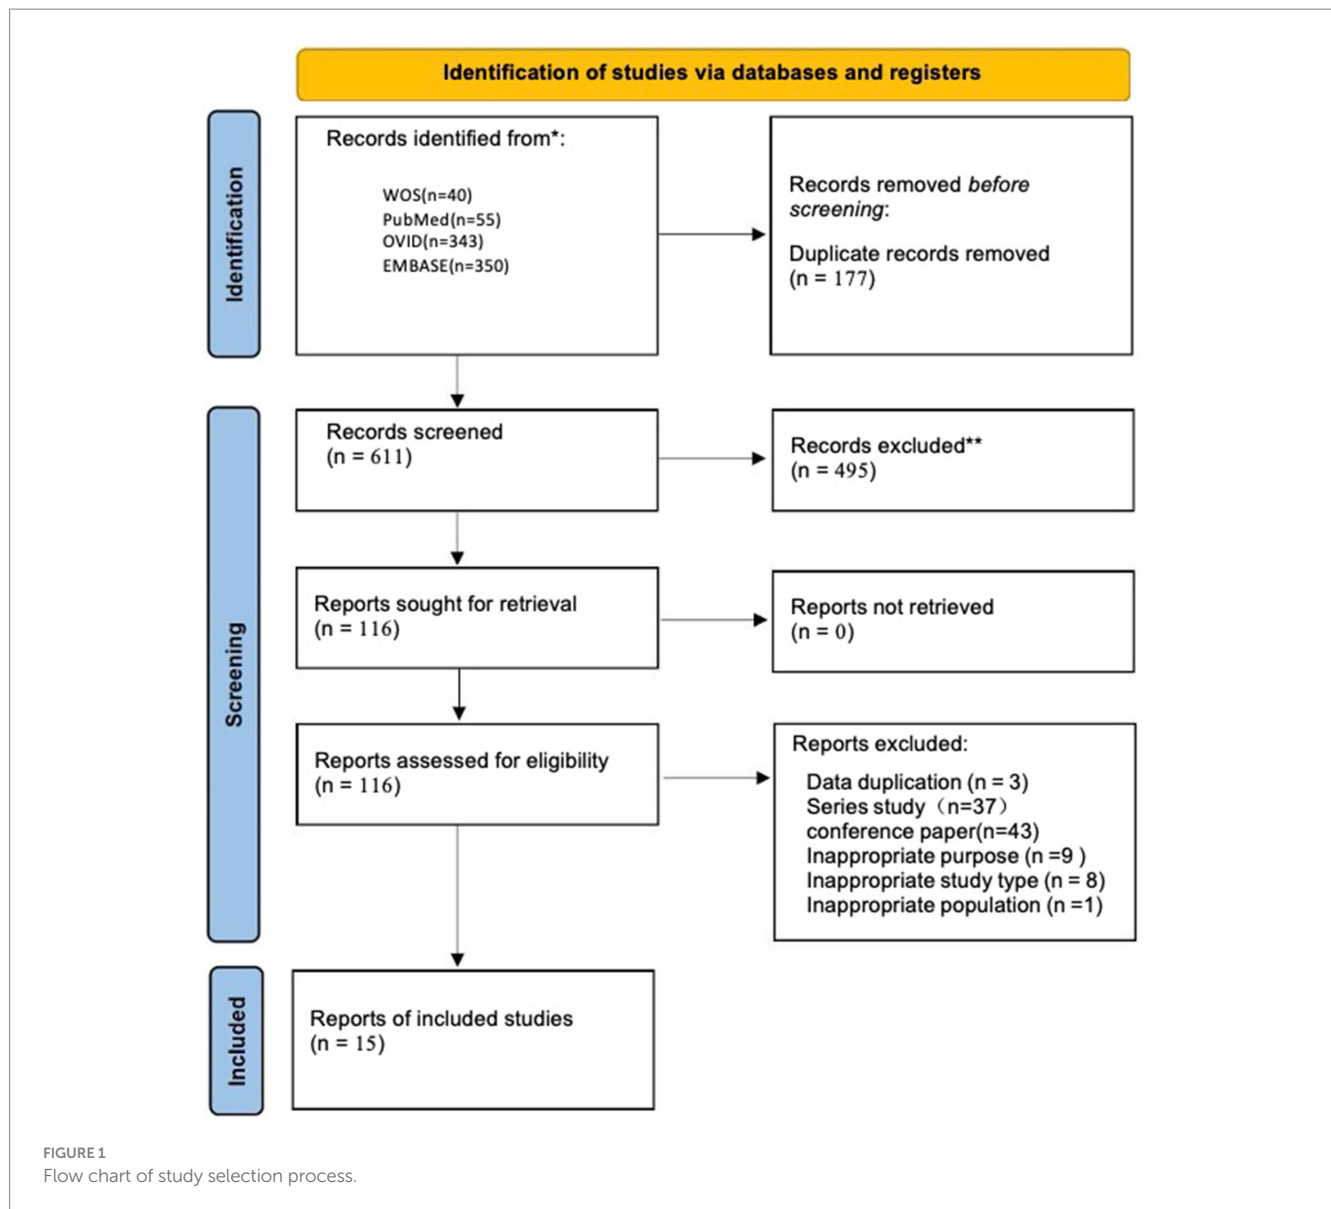 Identification of studies via databases and registers
Identification
Records identified from*:
WOS(n=40)
PubMed(n=55)
OVID(n=343)
EMBASE(n=350)
Records removed before
screening:
Duplicate records removed
(n = 177)
Screening
Records screened
(n = 611)
Records excluded**
(n = 495)
Reports sought for retrieval
(n = 116)
Reports not retrieved
(n = 0)
Reports assessed for eligibility
(n = 116)
Reports excluded:
Data duplication (n = 3)
Series study（n=37）
conference paper(n=43)
Inappropriate purpose (n =9 )
Inappropriate study type (n = 8)
Inappropriate population (n =1)
Included
Reports of included studies
(n = 15)
FIGURE 1
Flow chart of study selection process.